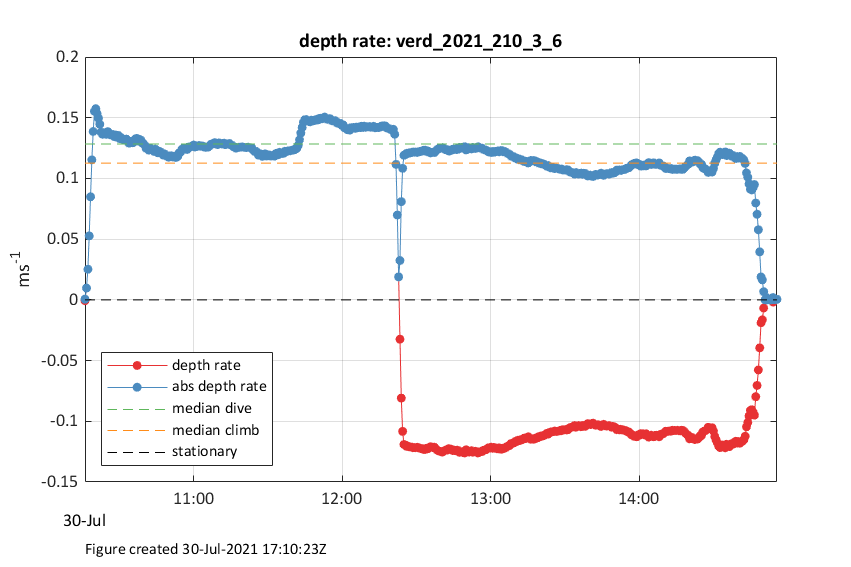 depth rate: verd_2021_210_3_6
0.2
0.15
0.1
0.05
0
-0.05
-0.1
-0.15
ms-1
depth rate
abs depth rate
median dive
median climb
stationary
11:00 12:00 13:00 14:00
30-Jul
Figure created 30-Jul-2021 17:10:23Z